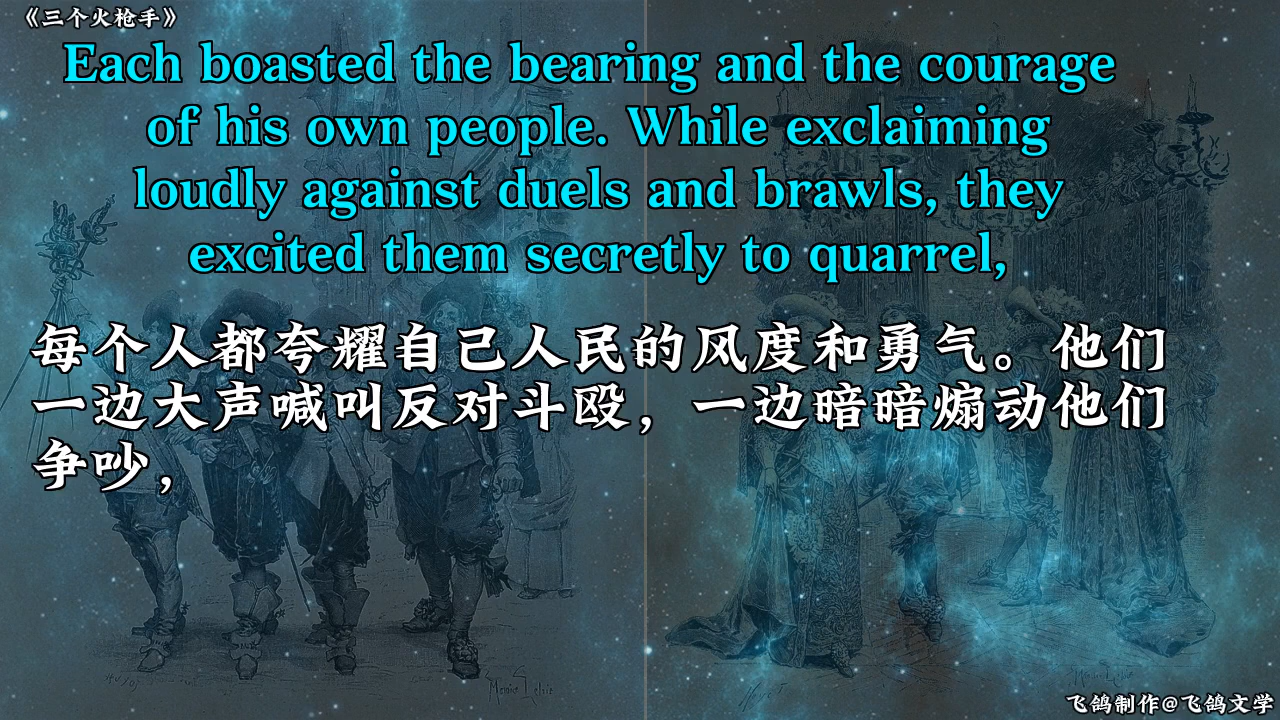 《三个火枪手》
Each boasted the bearing and the courage
of his own people. While exclaiming
loudly against duels and brawls, they
excited them secretly to quarrel,
每个人都夸耀自己人民的风度和勇气。他们
一边大声喊叫反对斗殴，一边暗暗煽动他们
争吵，
飞鸽制作@飞鸽文学